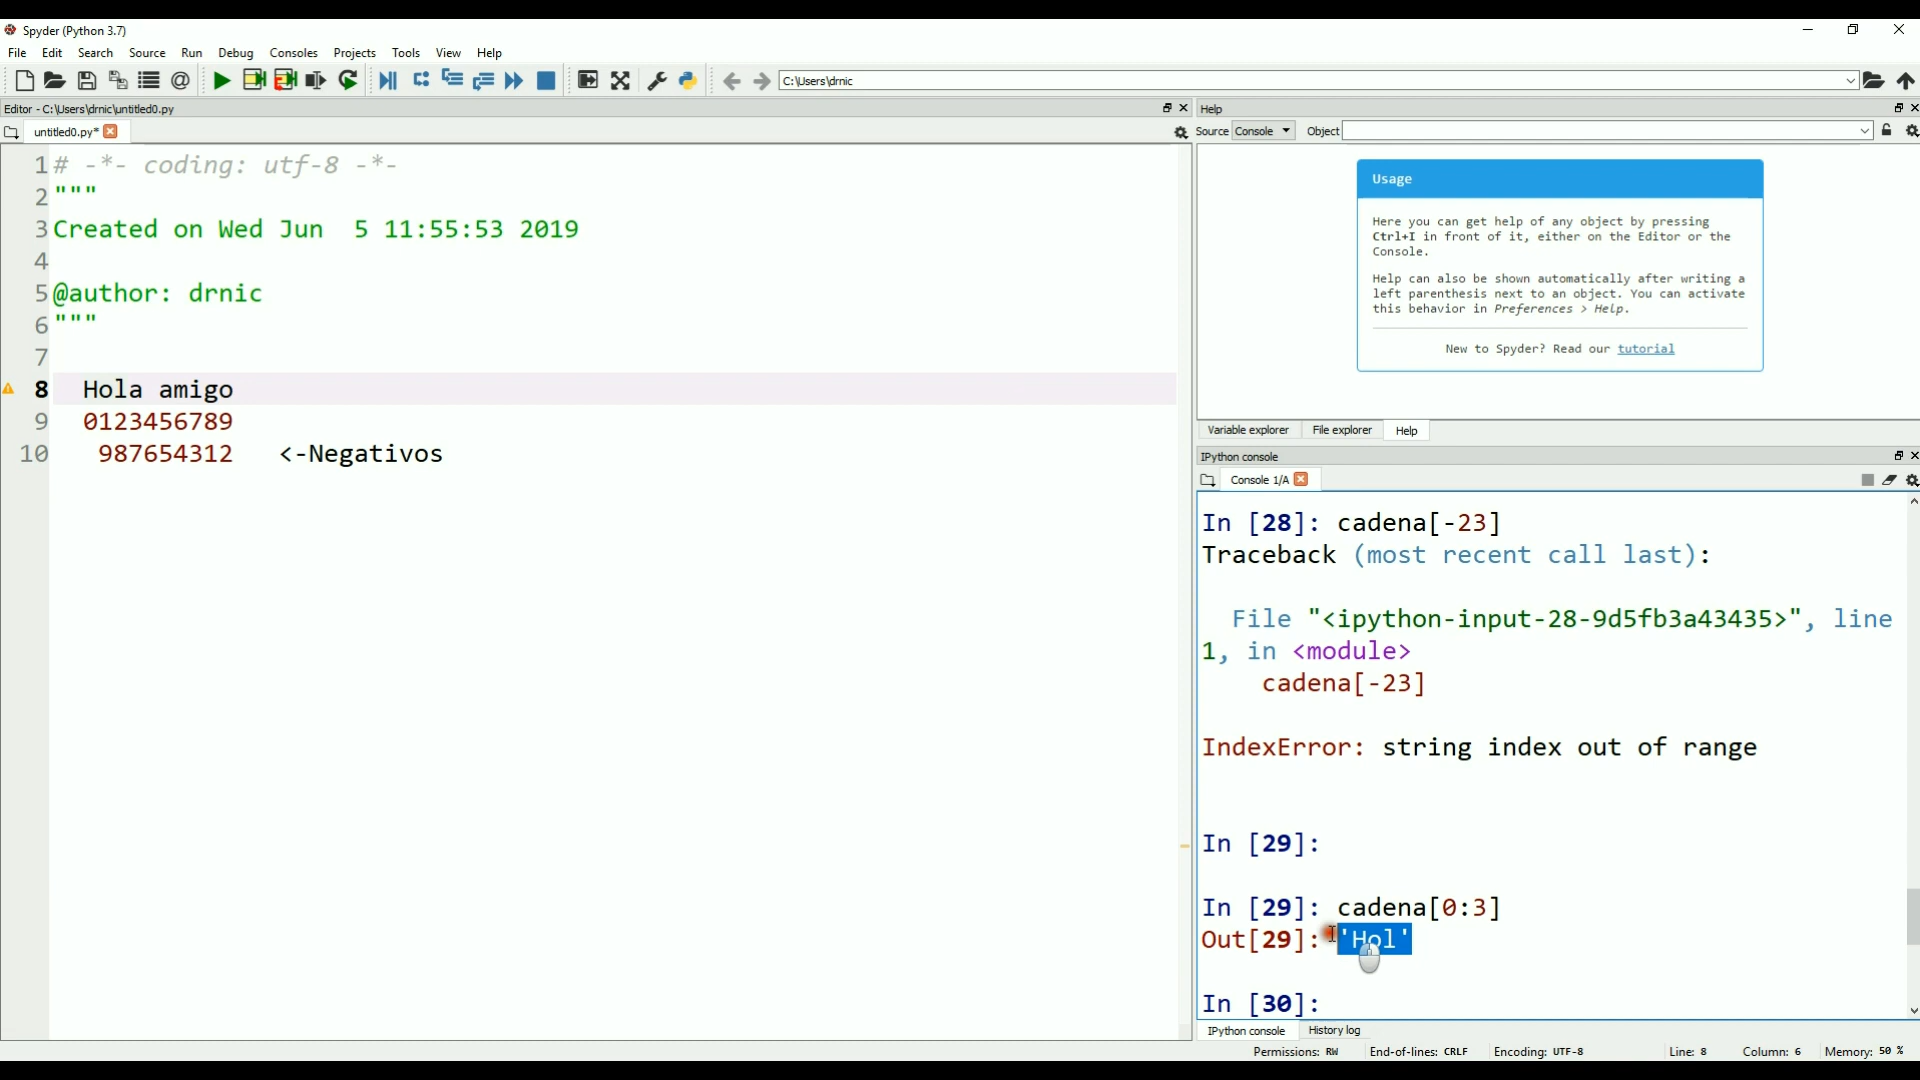 Spyder (Python 3.7)
File Edit Search Source Run Debug Consoles Projects Tools View Help
C:\Users\drnic
Editor - C:\Users\drnic\untitled0.py
untitled0.py*
1 # -*- coding: utf-8 -*-
2 """
3 Created on Wed Jun  5 11:55:53 2019
4
5 @author: drnic
6 """
7
8 Hola amigo
9 0123456789
10 987654312 <-Negativos
Help
Source Console Object
Usage
Here you can get help of any object by pressing
Ctrl+I in front of it, either on the Editor or the
Console.
Help can also be shown automatically after writing a
left parenthesis next to an object. You can activate
this behavior in Preferences > Help.
New to Spyder? Read our tutorial
Variable explorer File explorer Help
IPython console
Console 1/A
In [28]: cadena[-23]
Traceback (most recent call last):
File "<ipython-input-28-9d5fb3a43435>", line
1, in <module>
cadena[-23]
IndexError: string index out of range
In [29]:
In [29]: cadena[0:3]
Out[29]: 'Hol'
In [30]:
IPython console History log
Permissions: RW End-of-lines: CRLF Encoding: UTF-8 Line: 8 Column: 6 Memory: 50 %